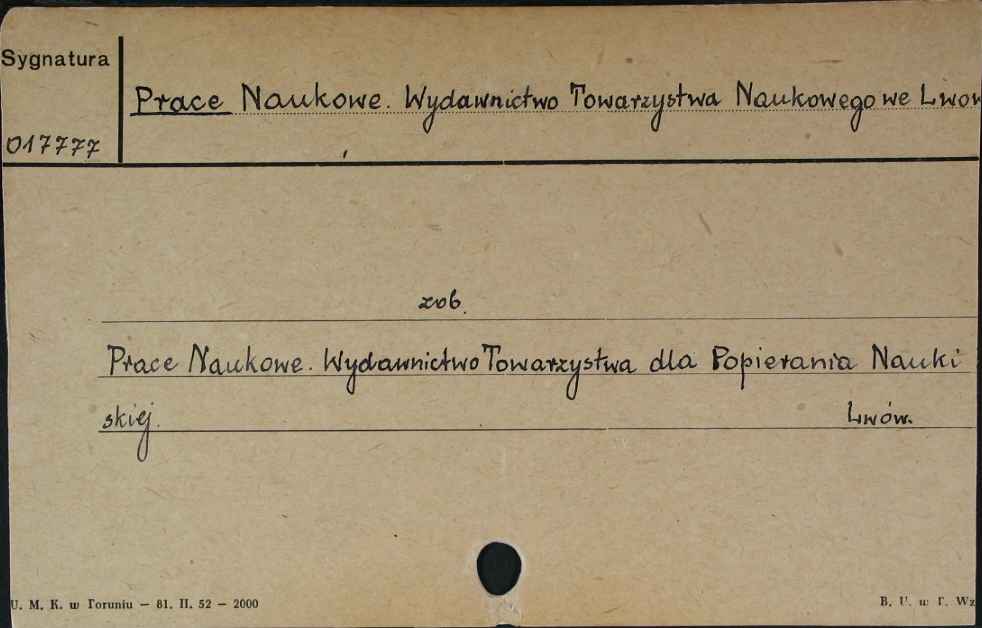 Sygnatura
Prace Naukowe. Wydawnictwo Towarzystwa Naukowego we Lwow
017777
zob.
Prace Naukowe. Wydawnictwo Towarzystwa dla Popierania Nauki
skiej. Lwów.
U. M. K. w Toruniu — 81. II. 52 — 2000
B. U. w T. Wz